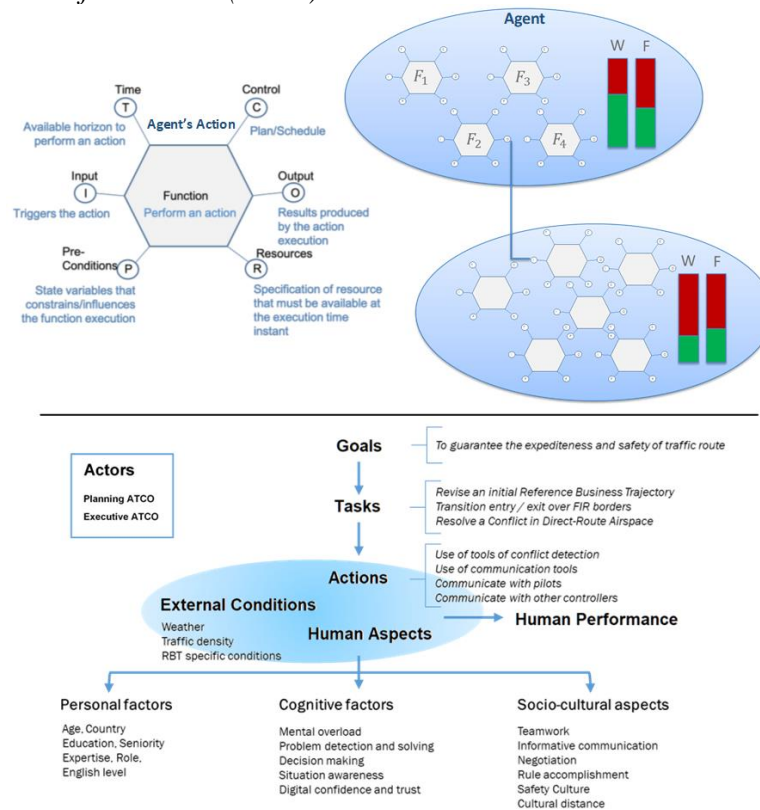 Agent
W F
F1
F3
F2
F4
Time
T
Available horizon to
perform an action
Control
C
Plan/Schedule
Agent's Action
Input
I
Triggers the action
Function
Perform an action
Output
O
Results produced
by the action
execution
Pre-
Conditions
P
State variables that
constrains/influences
the function execution
Resources
R
Specification of resource
that must be available at
the execution time
instant
W F
Actors
Planning ATCO
Executive ATCO
Goals
To guarantee the expediteness and safety of traffic route
Tasks
Revise an initial Reference Business Trajectory
Transition entry / exit over FIR borders
Resolve a Conflict in Direct-Route Airspace
Actions
Use of tools of conflict detection
Use of communication tools
Communicate with pilots
Communicate with other controllers
External Conditions
Weather
Traffic density
RBT specific conditions
Human Aspects
Human Performance
Personal factors
Age, Country
Education, Seniority
Expertise, Role,
English level
Cognitive factors
Mental overload
Problem detection and solving
Decision making
Situation awareness
Digital confidence and trust
Socio-cultural aspects
Teamwork
Informative communication
Negotiation
Rule accomplishment
Safety Culture
Cultural distance